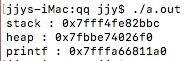 jjys-iMac:qq jjy$ ./a.out
stack : 0x7fff4fe82bbc
heap : 0x7fbbe74026f0
printf : 0x7fffa66811a0